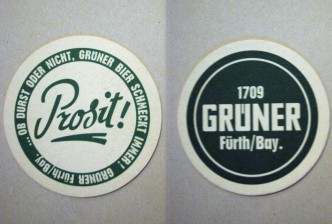 ...OB DURST ODER NICHT, GRÜNER BIER SCHMECKT IMMER! GRÜNER Fürth/Bay.
Prosit!
1709
GRÜNER
Fürth/Bay.